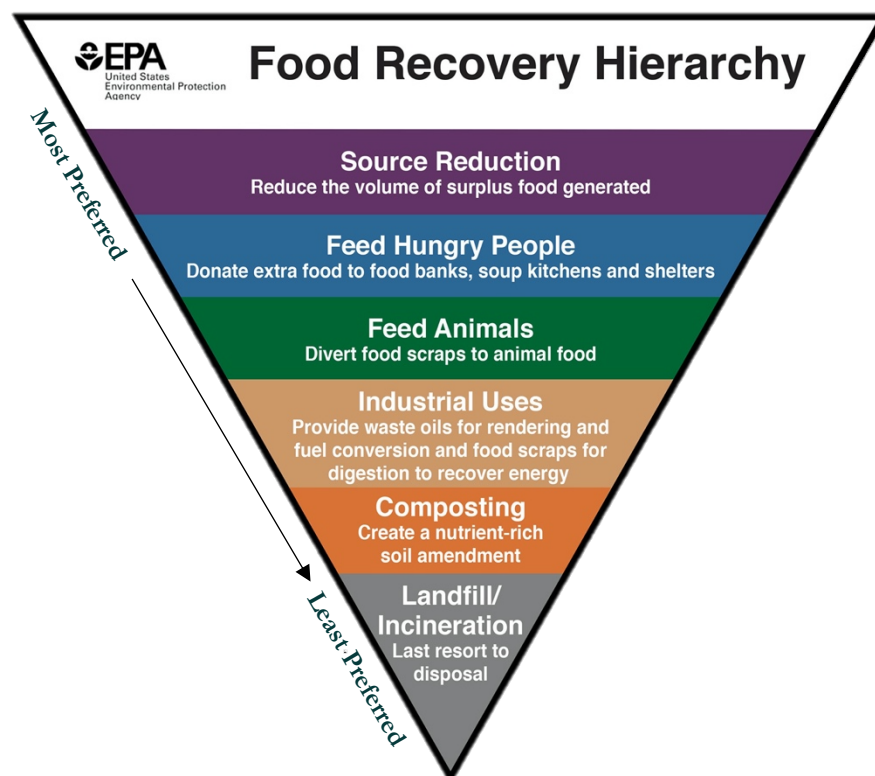 EPA
United States
Environmental Protection
Agency
Food Recovery Hierarchy
Most Preferred
Source Reduction
Reduce the volume of surplus food generated
Feed Hungry People
Donate extra food to food banks, soup kitchens and shelters
Feed Animals
Divert food scraps to animal food
Industrial Uses
Provide waste oils for rendering and
fuel conversion and food scraps for
digestion to recover energy
Composting
Create a nutrient-rich
soil amendment
Landfill/
Incineration
Last resort to
disposal
Least Preferred